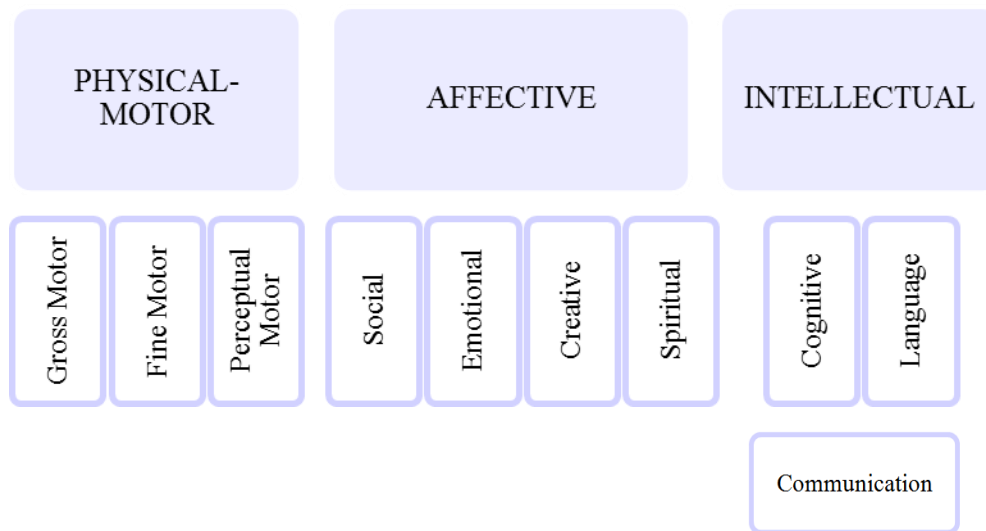 PHYSICAL-
MOTOR
AFFECTIVE
INTELLECTUAL
Gross Motor
Fine Motor
Perceptual
Motor
Social
Emotional
Creative
Spiritual
Cognitive
Language
Communication